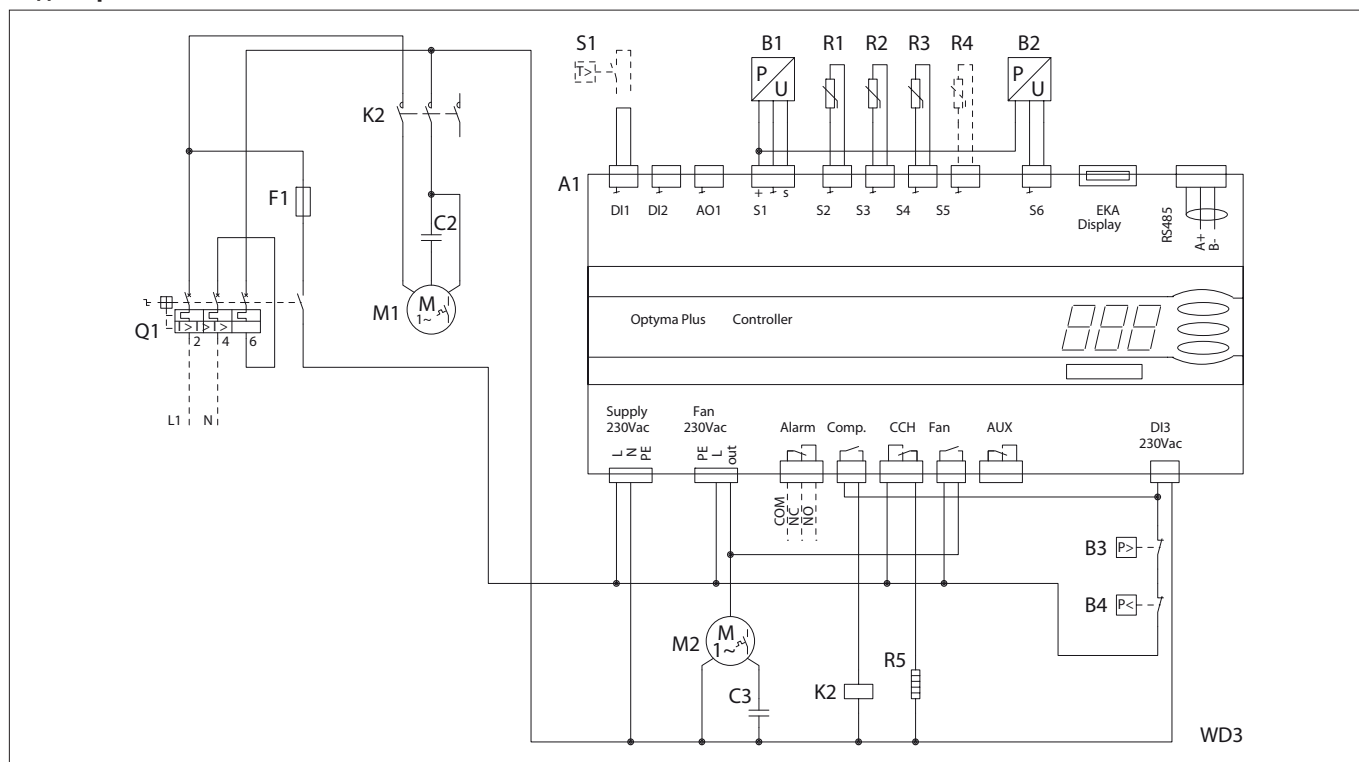 S1
B1
R1
R2
R3
R4
B2
T>
P
U
P
U
K2
A1
F1
DI1
DI2
AO1
+
S1
s
S2
S3
S4
S5
S6
EKA
Display
RS485
A+
B-
C2
M1
M
1~
Q1
I> I> I>
2
4
6
L1
N
Optyma Plus
Controller
Supply
230Vac
L
N
PE
Fan
230Vac
PE
L
out
Alarm
Comp.
CCH
Fan
AUX
DI3
230Vac
COM
NC
NO
B3
P>
B4
P<
M2
M
1~
C3
K2
R5
WD3